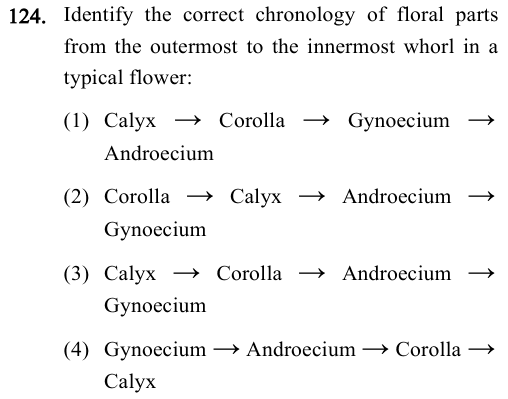 124. Identify the correct chronology of floral parts
from the outermost to the innermost whorl in a
typical flower:
(1) Calyx → Corolla → Gynoecium →
Androecium
(2) Corolla → Calyx → Androecium →
Gynoecium
(3) Calyx → Corolla → Androecium →
Gynoecium
(4) Gynoecium → Androecium → Corolla →
Calyx